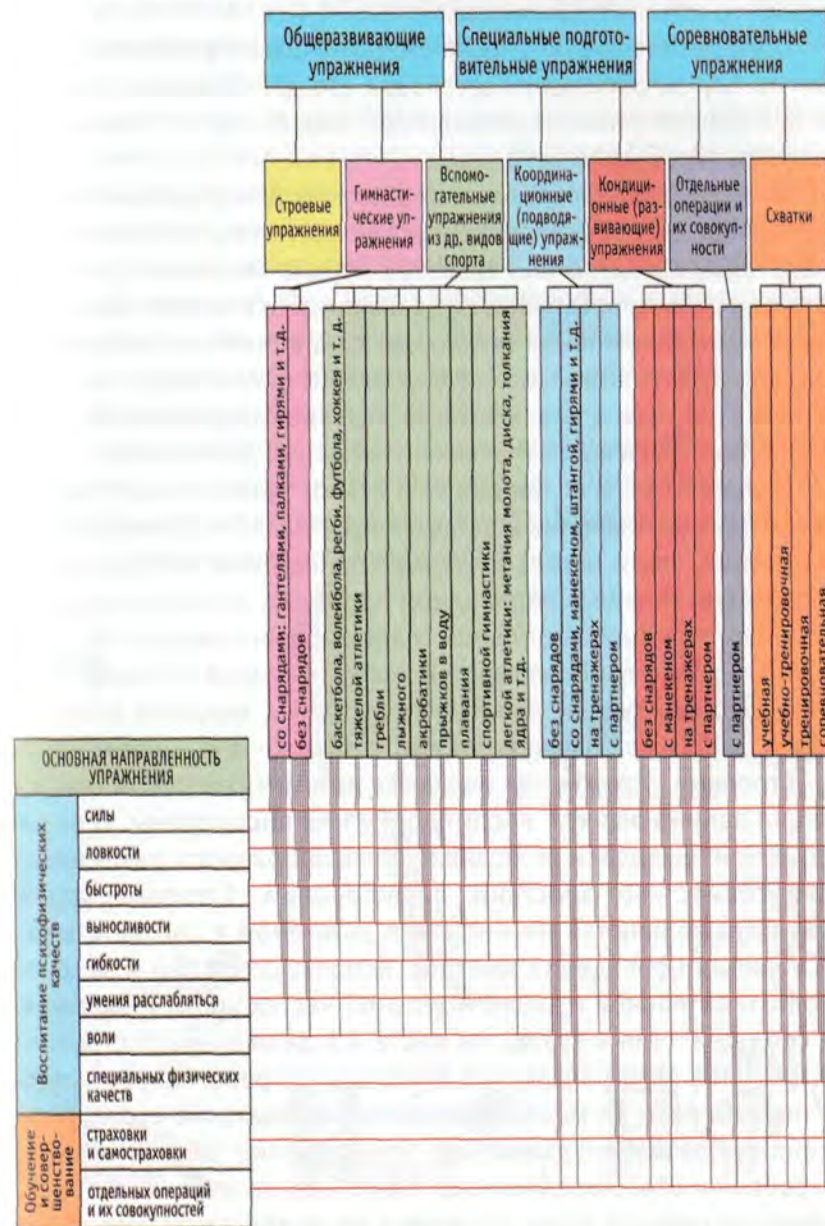 Общеразвивающие
упражнения
Специальные подгото-
вительные упражнения
Соревновательные
упражнения
Строевые
упражнения
Гимнасти-
ческие уп-
ражнения
Вспомо-
гательные
упражнения
из др. видов
спорта
Координа-
ционные
(подводя-
щие) упраж-
нения
Кондици-
онные (раз-
вивающие)
упражнения
Отдельные
операции и
их совокуп-
ности
Схватки
со снарядами: гантелями, палками, гирями и т.д.
без снарядов
баскетбола, волейбола, регби, футбола, хоккея и т. д.
тяжелой атлетики
гребли
лыжного
акробатики
прыжков в воду
плавания
спортивной гимнастики
легкой атлетики: метания молота, диска, толкания
ядра и т.д.
без снарядов
со снарядами, манекеном, штангой, гирями и т.д.
на тренажерах
с партнером
без снарядов
с манекеном
на тренажерах
с партнером
с партнером
учебная
учебно-тренировочная
тренировочная
соревновательная
ОСНОВНАЯ НАПРАВЛЕННОСТЬ
УПРАЖНЕНИЯ
Воспитание психофизических
качеств
силы
ловкости
быстроты
выносливости
гибкости
умения расслабляться
воли
специальных физических
качеств
Обучение
и совер-
шенство-
вание
страховки
и самостраховки
отдельных операций
и их совокупностей